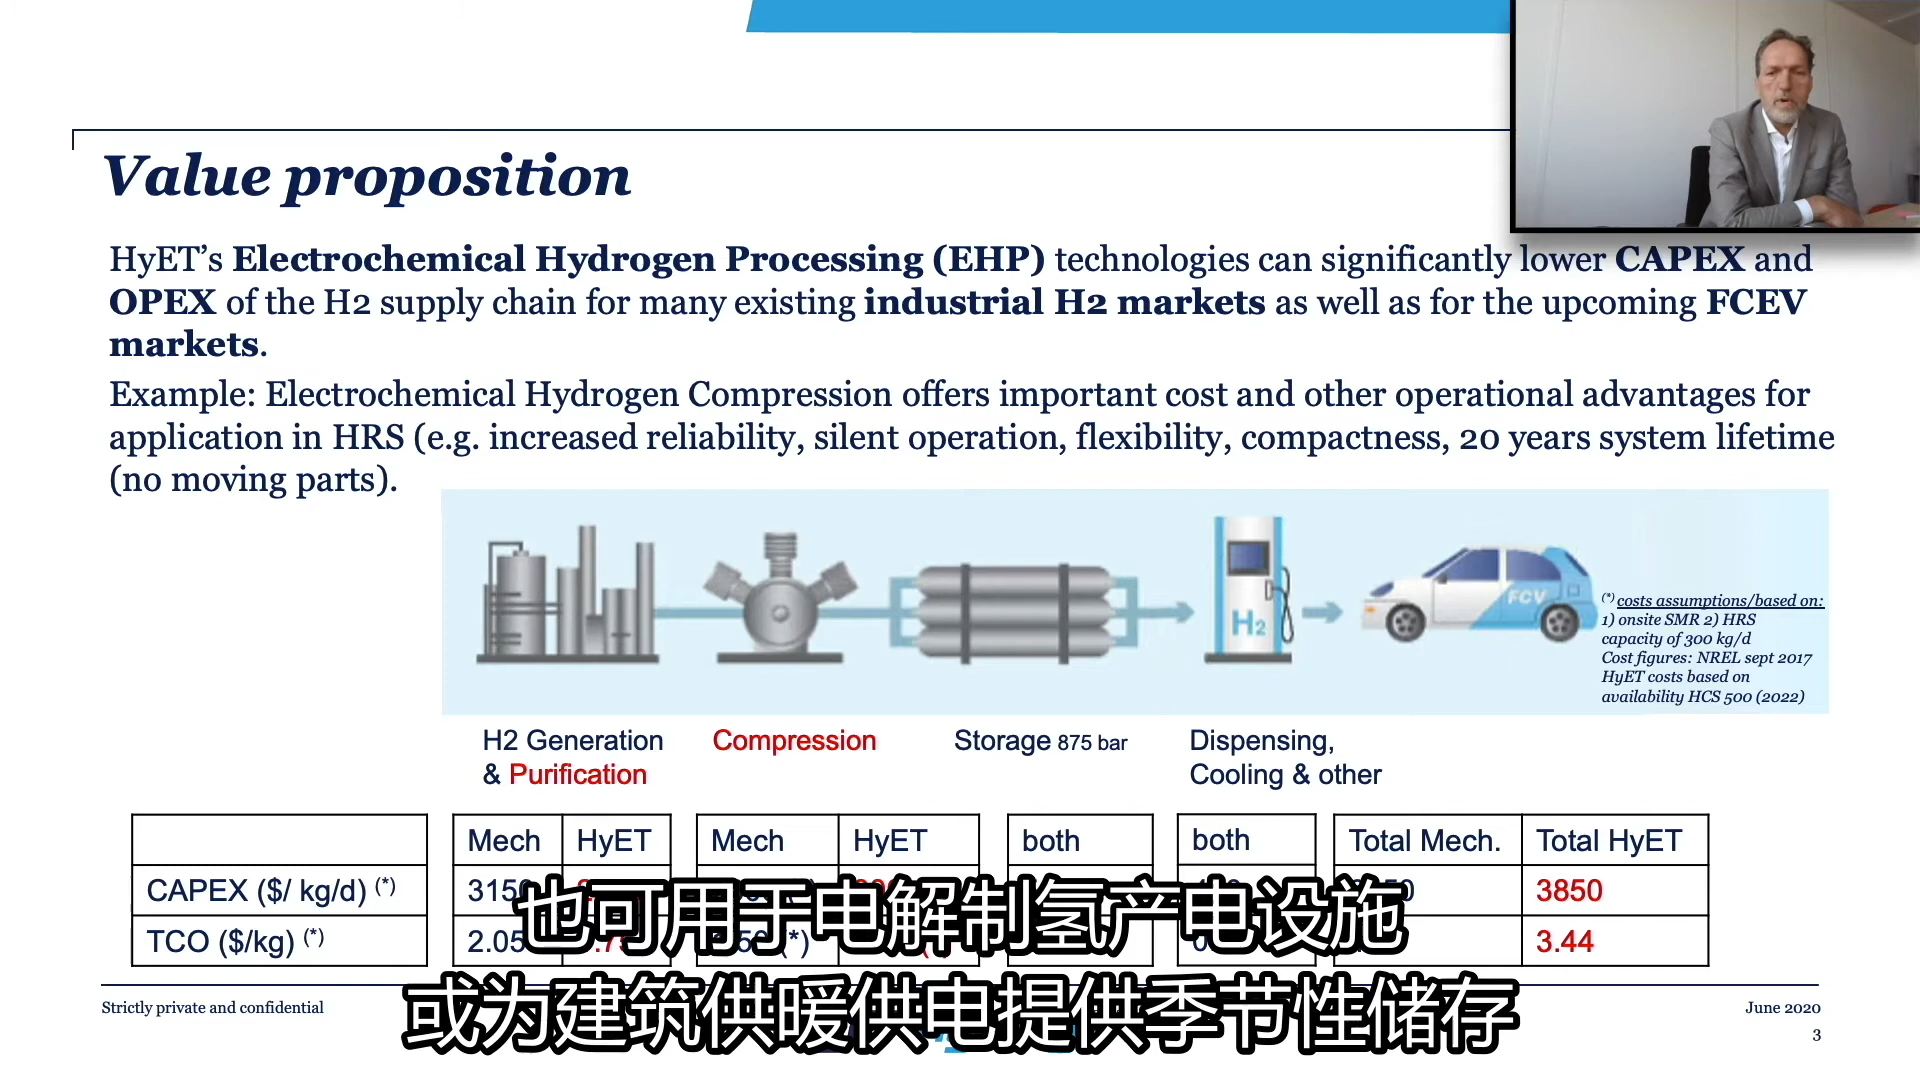 Value proposition
HyET’s Electrochemical Hydrogen Processing (EHP) technologies can significantly lower CAPEX and
OPEX of the H2 supply chain for many existing industrial H2 markets as well as for the upcoming FCEV
markets.
Example: Electrochemical Hydrogen Compression offers important cost and other operational advantages for
application in HRS (e.g. increased reliability, silent operation, flexibility, compactness, 20 years system lifetime
(no moving parts).
H2
FCV
(*) costs assumptions/based on:
1) onsite SMR 2) HRS
capacity of 300 kg/d
Cost figures: NREL sept 2017
HyET costs based on
availability HCS 500 (2022)
H2 Generation
& Purification
Compression
Storage 875 bar
Dispensing,
Cooling & other
Mech HyET Mech HyET both both Total Mech. Total HyET
CAPEX ($/ kg/d) (*) 3150 3850
TCO ($/kg) (*) 2.05 (*) 3.44
也可用于电解制氢产电设施
或为建筑供暖供电提供季节性储存
Strictly private and confidential
June 2020
3